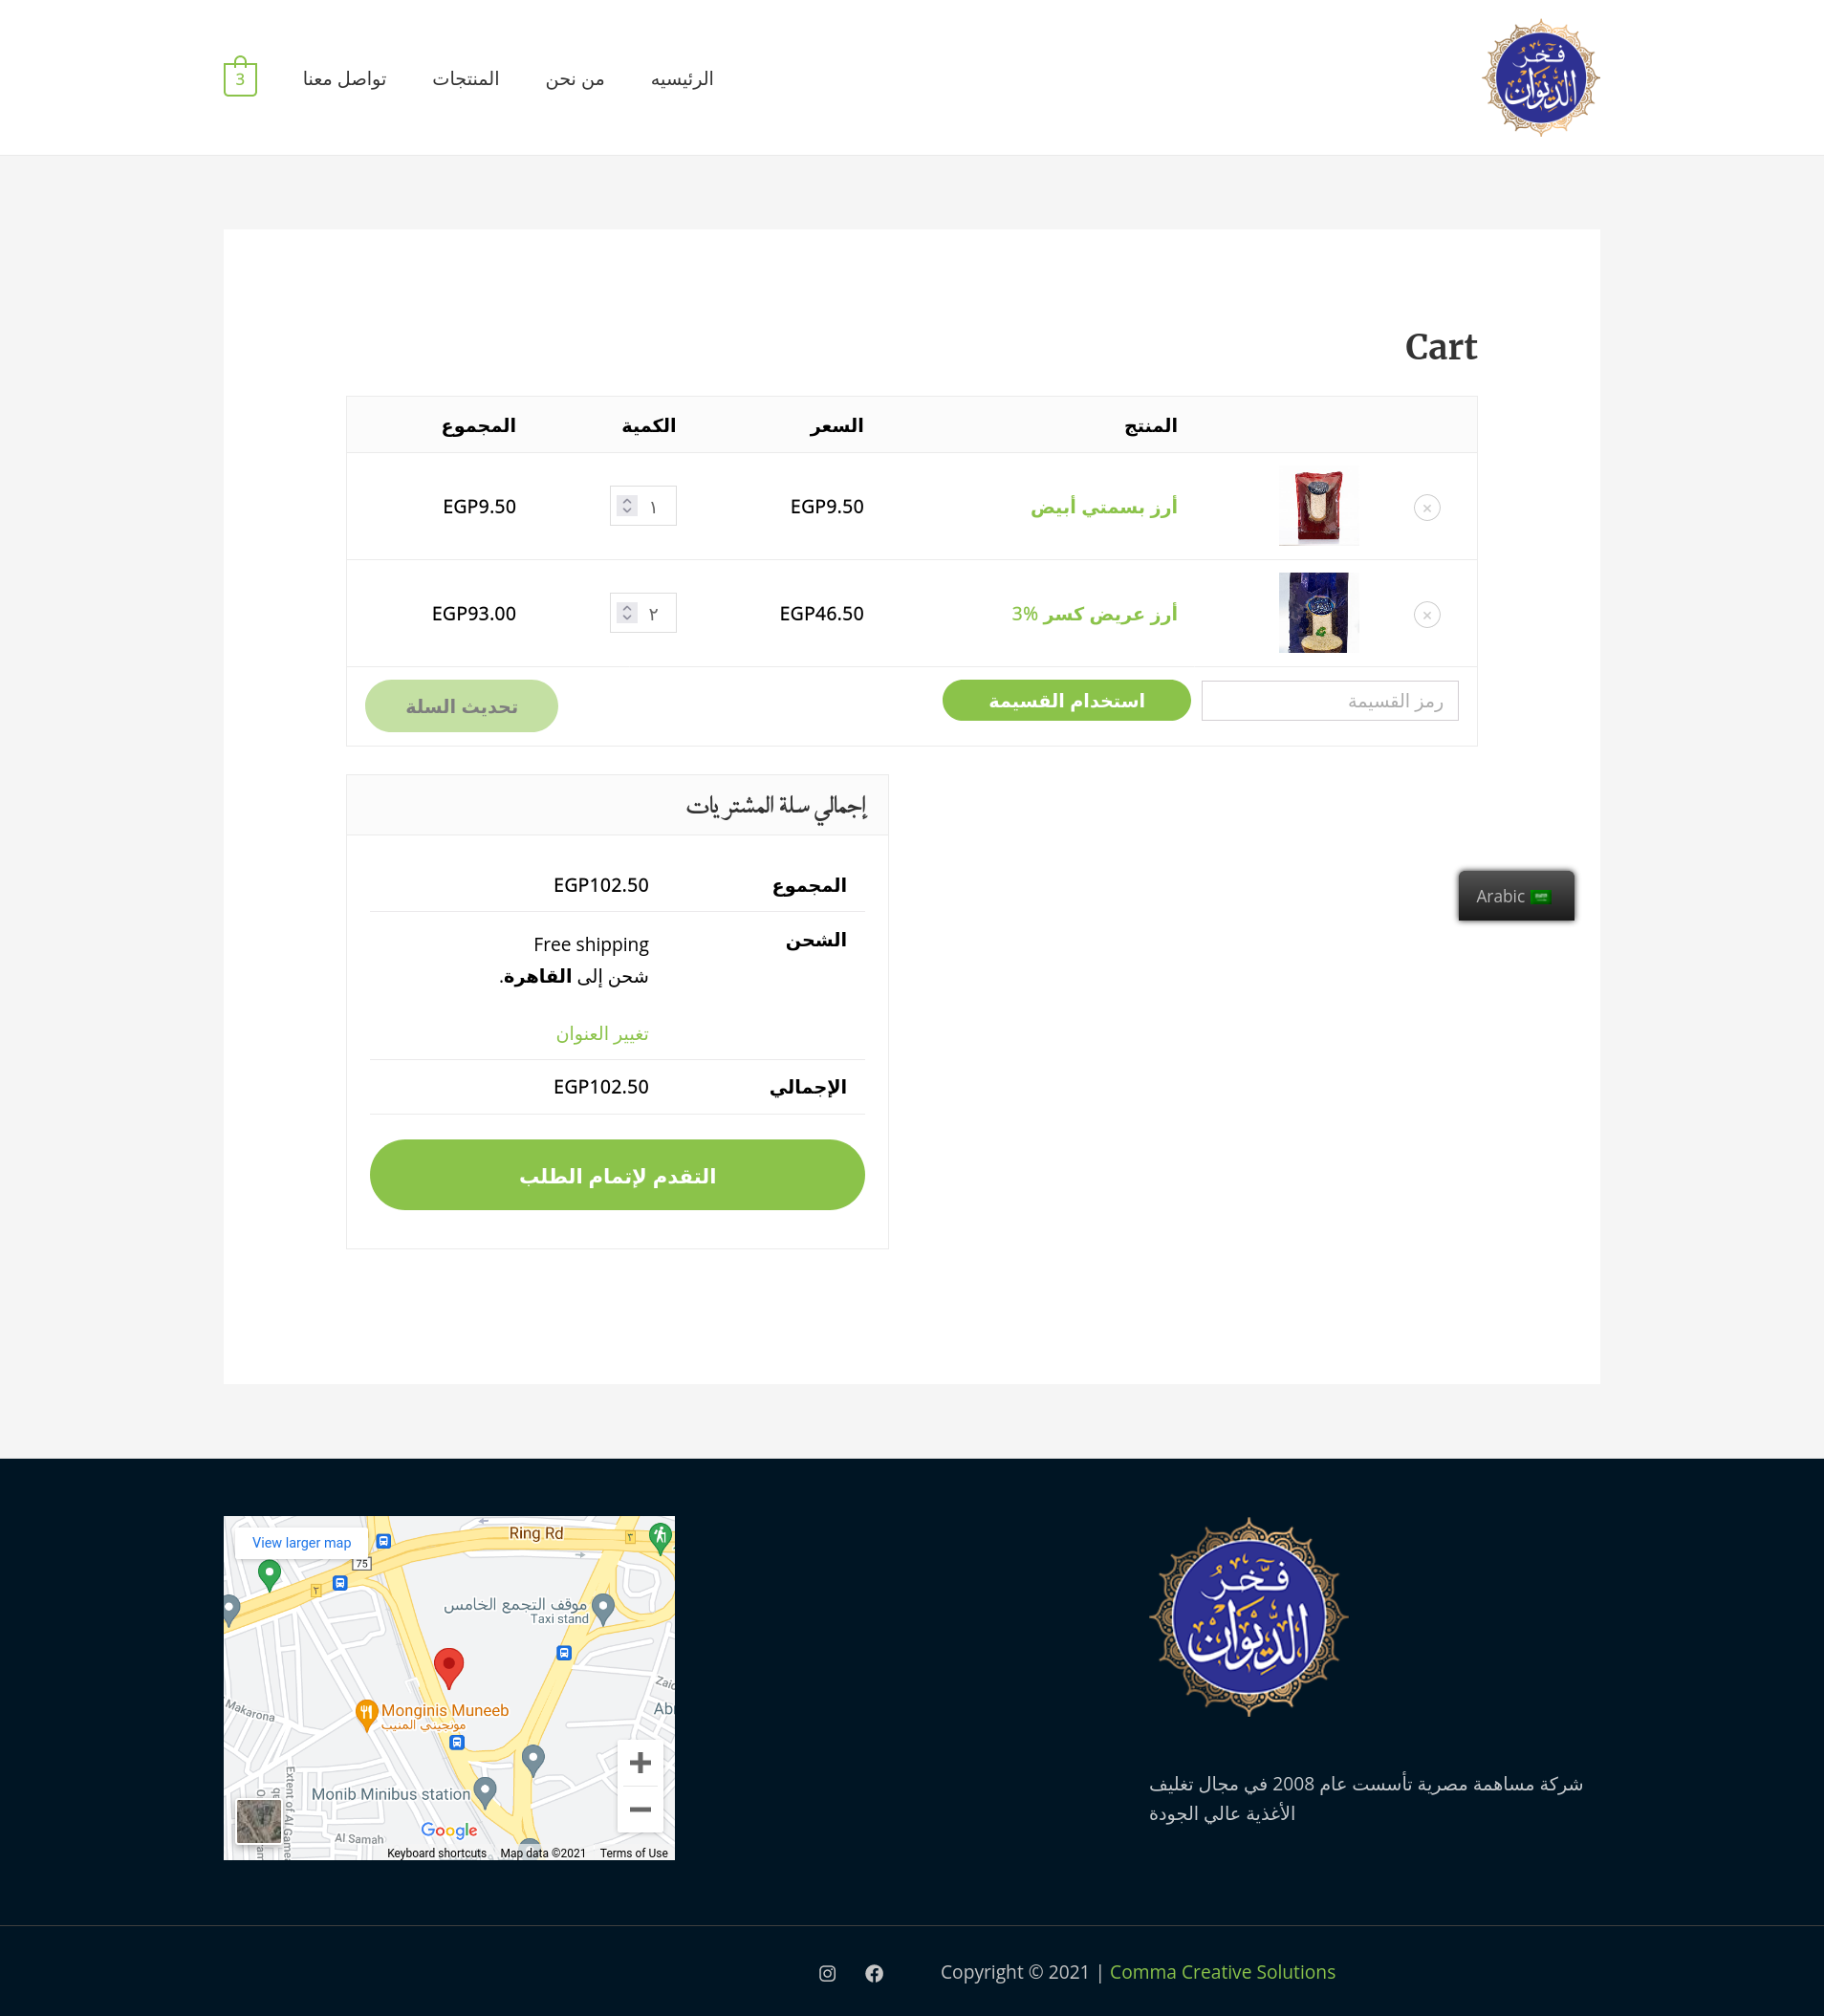 فخر
الديوان
الرئيسيه
من نحن
المنتجات
تواصل معنا
3
Cart
المنتج
السعر
الكمية
المجموع
×
أرز بسمتي أبيض
EGP9.50
١
EGP9.50
×
أرز عريض كسر 3%
EGP46.50
٢
EGP93.00
رمز القسيمة
استخدام القسيمة
تحديث السلة
إجمالي سلة المشتريات
المجموع
EGP102.50
الشحن
Free shipping
شحن إلى القاهرة.
تغيير العنوان
الإجمالي
EGP102.50
التقدم لإتمام الطلب
Arabic
فخر
الديوان
شركة مساهمة مصرية تأسست عام 2008 في مجال تغليف
الأغذية عالي الجودة
View larger map
Ring Rd
75
٢
٢
موقف التجمع الخامس
Taxi stand
Makarona
Monginis Muneeb
مونجيني المنيب
Monib Minibus station
Extent of Al Gamea
Al Samah
Google
Keyboard shortcuts
Map data ©2021
Terms of Use
Copyright © 2021 | Comma Creative Solutions